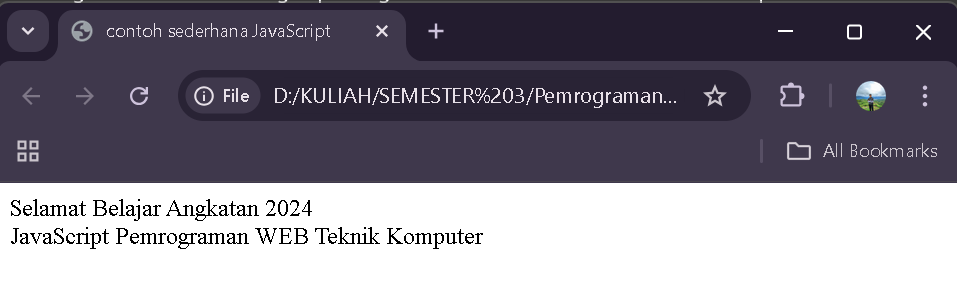 contoh sederhana JavaScript
File D:/KULIAH/SEMESTER%203/Pemrograman...
All Bookmarks
Selamat Belajar Angkatan 2024
JavaScript Pemrograman WEB Teknik Komputer